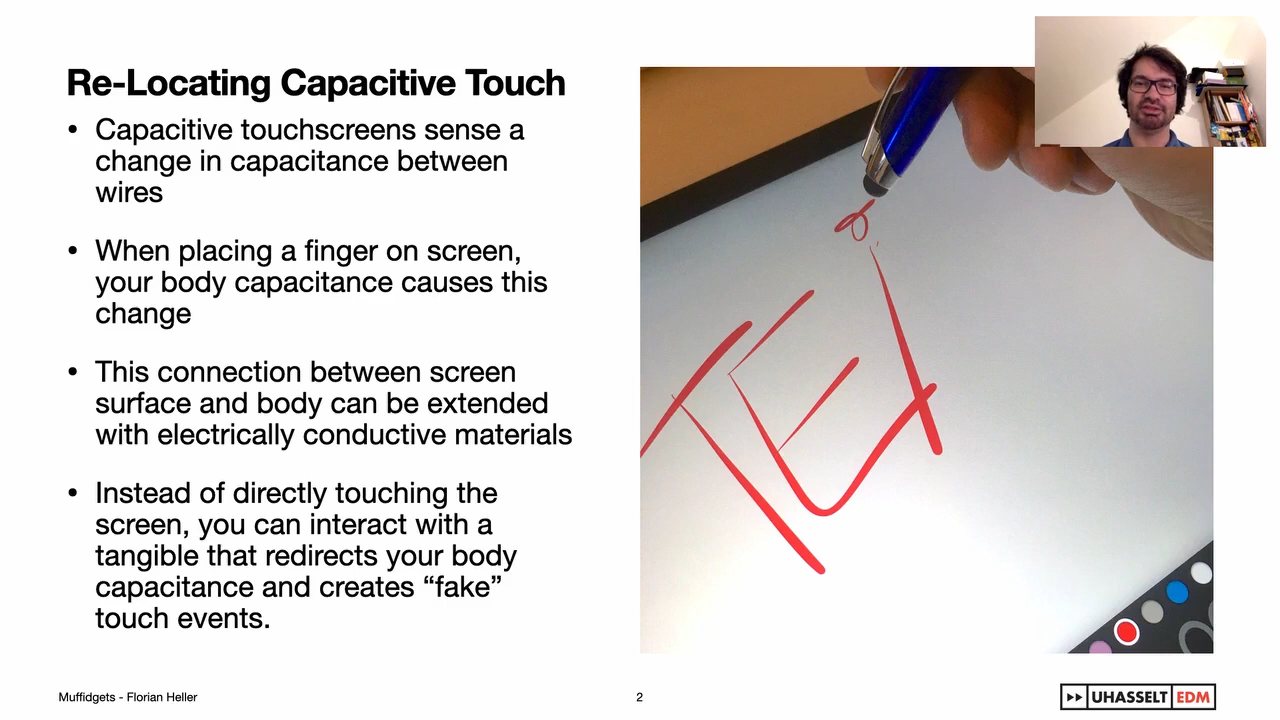 Re-Locating Capacitive Touch
• Capacitive touchscreens sense a
change in capacitance between
wires
• When placing a finger on screen,
your body capacitance causes this
change
• This connection between screen
surface and body can be extended
with electrically conductive materials
• Instead of directly touching the
screen, you can interact with a
tangible that redirects your body
capacitance and creates “fake”
touch events.
TEI
Muffidgets - Florian Heller
2
UHASSELT EDM